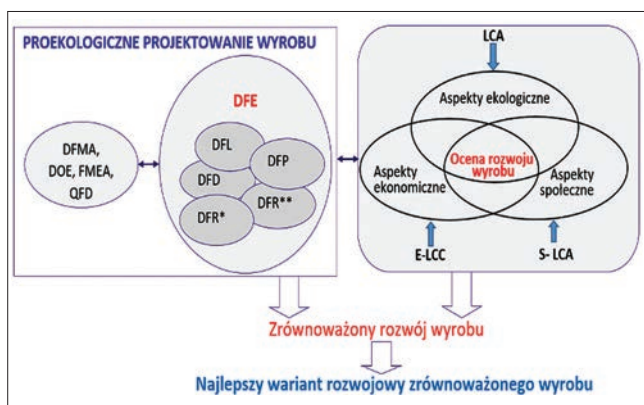 PROEKOLOGICZNE PROJEKTOWANIE WYROBU
DFMA,
DOE, FMEA,
QFD
DFE
DFL
DFP
DFD
DFR*
DFR**
LCA
Aspekty ekologiczne
Aspekty
ekonomiczne
Ocena rozwoju
wyrobu
Aspekty
społeczne
E-LCC
S- LCA
Zrównoważony rozwój wyrobu
Najlepszy wariant rozwojowy zrównoważonego wyrobu